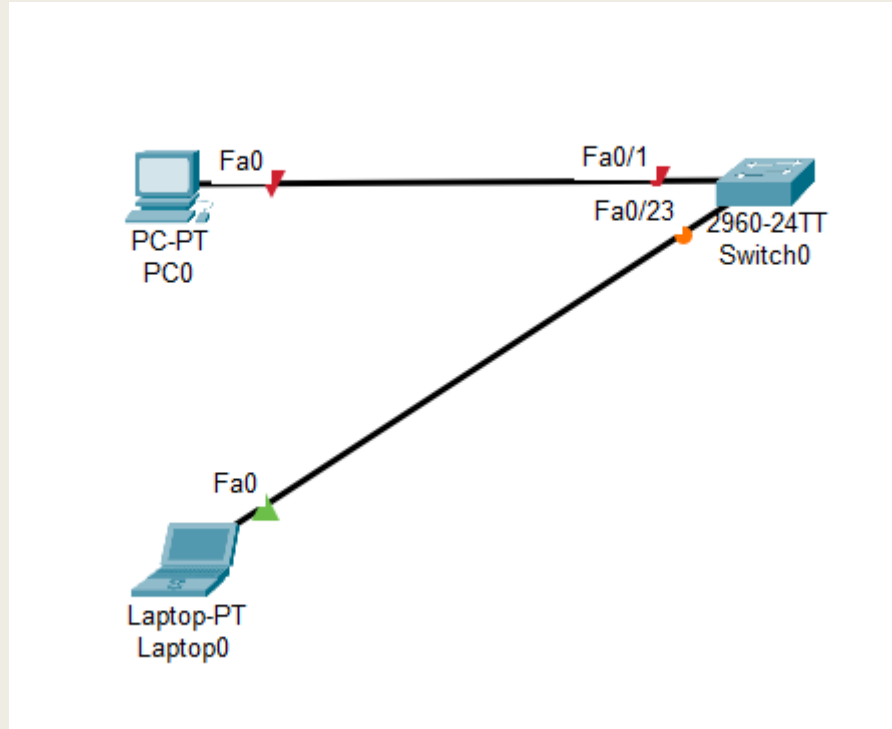 Fa0
Fa0/1
Fa0/23
PC-PT
PC0
2960-24TT
Switch0
Fa0
Laptop-PT
Laptop0